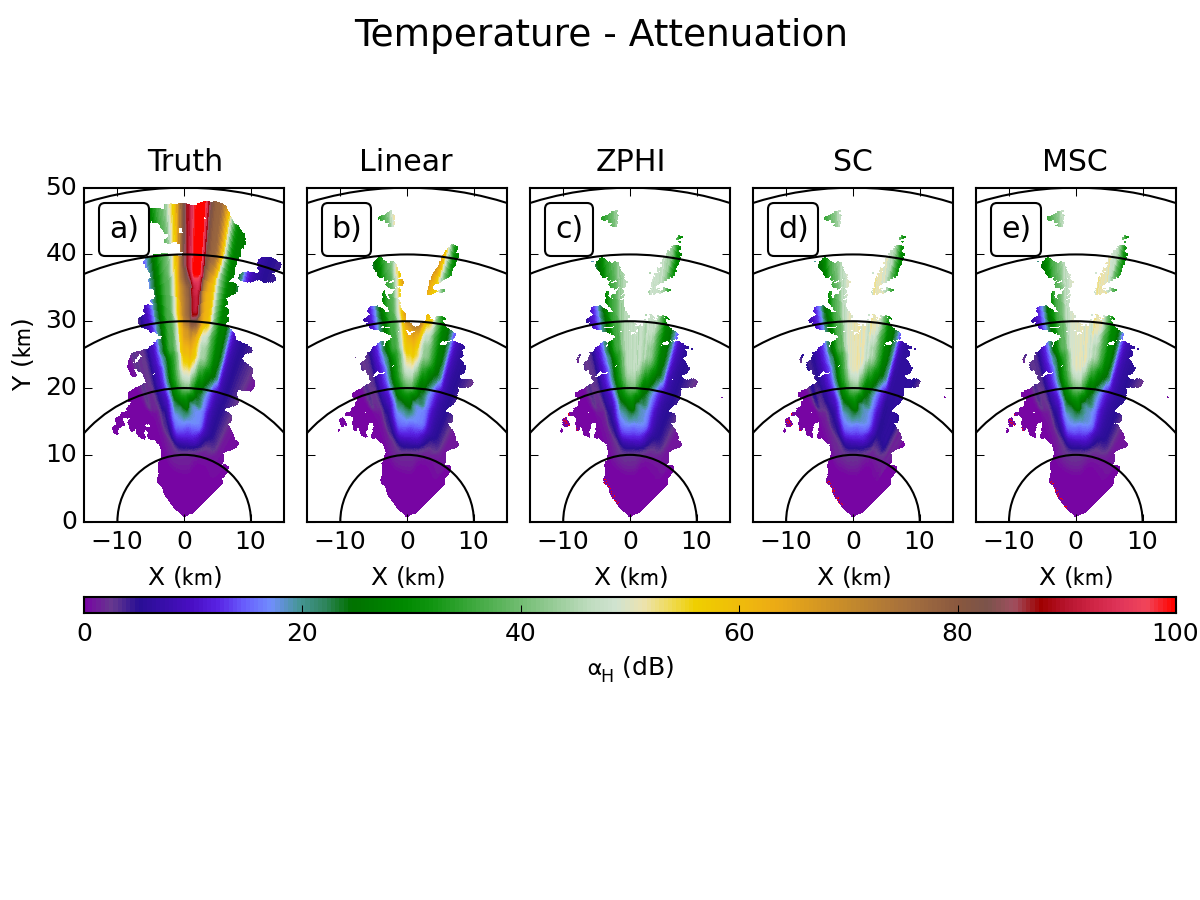 Temperature - Attenuation
Truth Linear ZPHI SC MSC
a) b) c) d) e)
50
40
30
20
10
0
Y (km)
−10 0 10 −10 0 10 −10 0 10 −10 0 10 −10 0 10
X (km) X (km) X (km) X (km) X (km)
0 20 40 60 80 100
αH (dB)